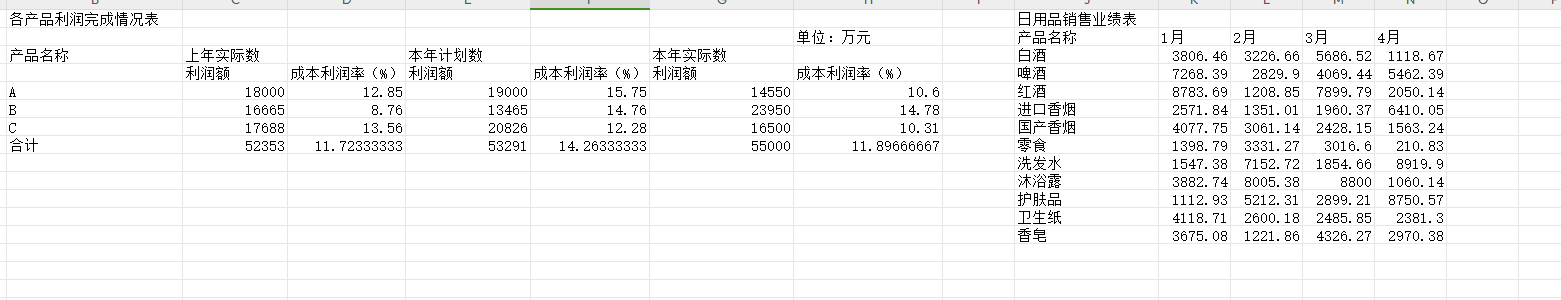 B C D E F G H I J K L M N O P
各产品利润完成情况表 日用品销售业绩表
单位：万元 产品名称 1月 2月 3月 4月
产品名称 上年实际数 本年计划数 本年实际数 白酒 3806.46 3226.66 5686.52 1118.67
利润额 成本利润率（%） 利润额 成本利润率（%） 利润额 成本利润率（%） 啤酒 7268.39 2829.9 4069.44 5462.39
A 18000 12.85 19000 15.75 14550 10.6 红酒 8783.69 1208.85 7899.79 2050.14
B 16665 8.76 13465 14.76 23950 14.78 进口香烟 2571.84 1351.01 1960.37 6410.05
C 17688 13.56 20826 12.28 16500 10.31 国产香烟 4077.75 3061.14 2428.15 1563.24
合计 52353 11.72333333 53291 14.26333333 55000 11.89666667 零食 1398.79 3331.27 3016.6 210.83
洗发水 1547.38 7152.72 1854.66 8919.9
沐浴露 3882.74 8005.38 8800 1060.14
护肤品 1112.93 5212.31 2899.21 8750.57
卫生纸 4118.71 2600.18 2485.85 2381.3
香皂 3675.08 1221.86 4326.27 2970.38